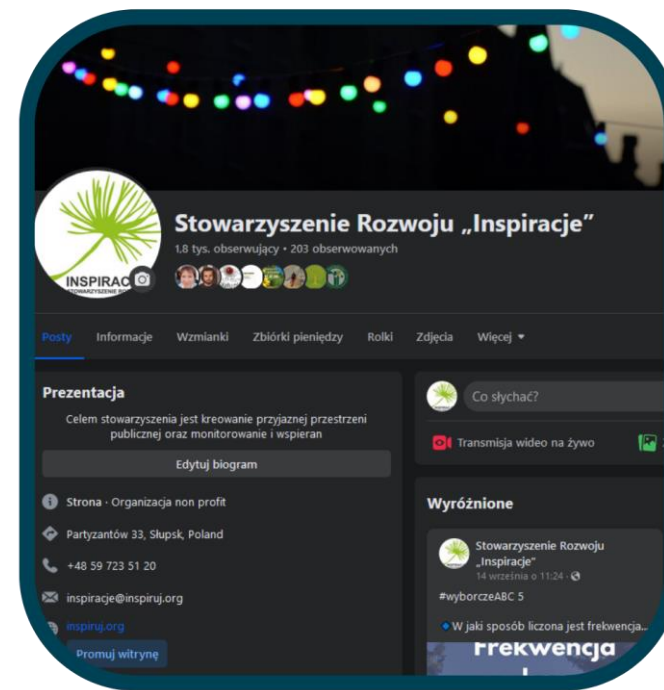 INSPIRAC
STOWARZYSZENIE RO
Stowarzyszenie Rozwoju „Inspiracje”
1,8 tys. obserwujący • 203 obserwowanych
Posty Informacje Wzmianki Zbiórki pieniędzy Rolki Zdjęcia Więcej
Prezentacja
Celem stowarzyszenia jest kreowanie przyjaznej przestrzeni
publicznej oraz monitorowanie i wspieran
Edytuj biogram
Strona · Organizacja non profit
Partyzantów 33, Słupsk, Poland
+48 59 723 51 20
inspiracje@inspiruj.org
inspiruj.org
Promuj witrynę
Co słychać?
Transmisja wideo na żywo
Wyróżnione
Stowarzyszenie Rozwoju
„Inspiracje”
14 września o 11:24 ·
#wyborczeABC 5
W jaki sposób liczona jest frekwencja...
Frekwencja